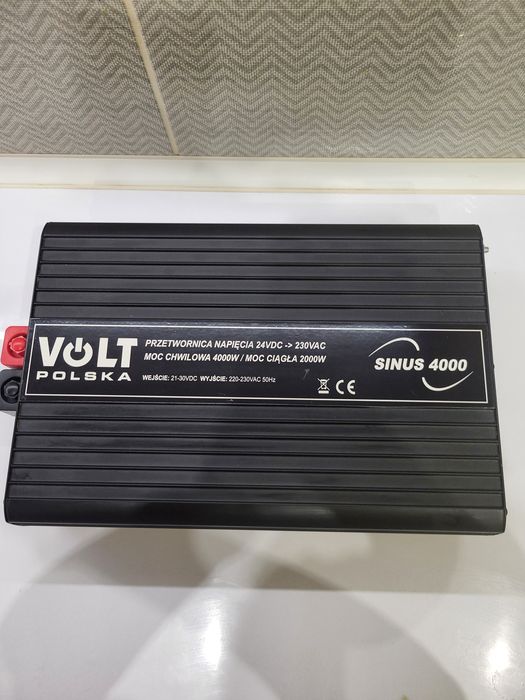 VOLT
POLSKA
PRZETWORNICA NAPIĘCIA 24VDC -> 230VAC
MOC CHWILOWA 4000W / MOC CIĄGŁA 2000W
WEJŚCIE: 21-30VDC WYJŚCIE: 220-230VAC 50Hz
CE
SINUS 4000